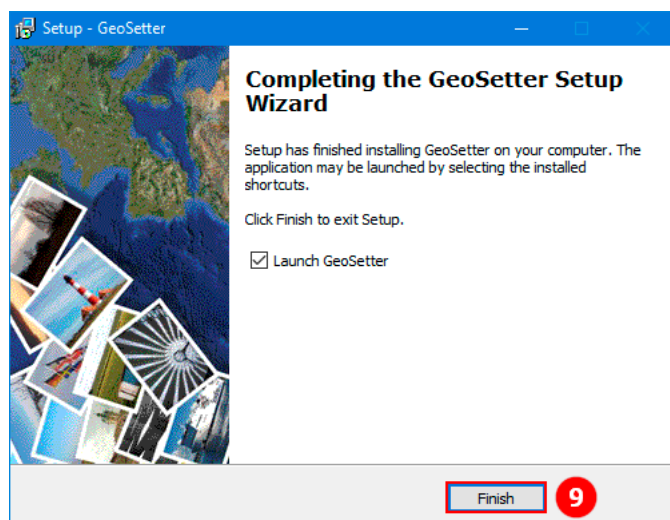 Setup - GeoSetter
Completing the GeoSetter Setup
Wizard
Setup has finished installing GeoSetter on your computer. The
application may be launched by selecting the installed
shortcuts.
Click Finish to exit Setup.
Launch GeoSetter
Finish
9